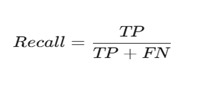 Recall = TP / TP + FN